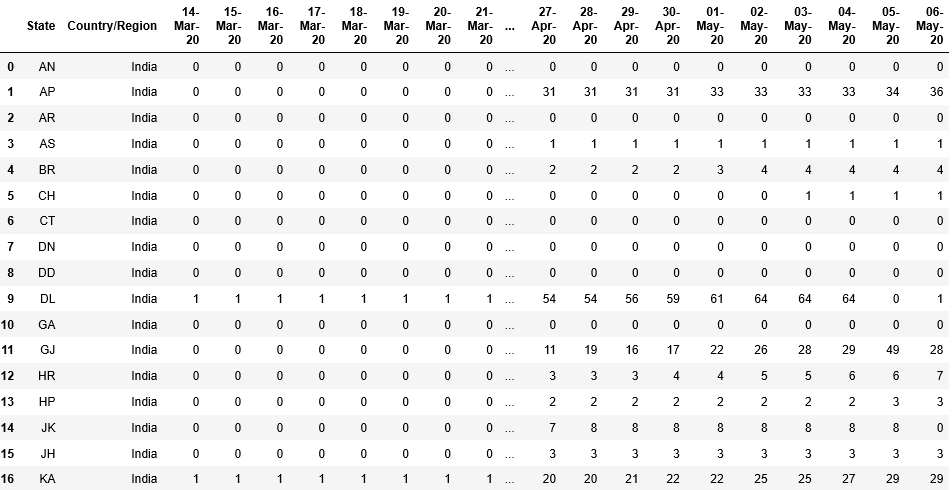 State Country/Region 14-Mar-20 15-Mar-20 16-Mar-20 17-Mar-20 18-Mar-20 19-Mar-20 20-Mar-20 21-Mar-20 ... 27-Apr-20 28-Apr-20 29-Apr-20 30-Apr-20 01-May-20 02-May-20 03-May-20 04-May-20 05-May-20 06-May-20
0 AN India 0 0 0 0 0 0 0 0 ... 0 0 0 0 0 0 0 0 0 0
1 AP India 0 0 0 0 0 0 0 0 ... 31 31 31 31 33 33 33 33 34 36
2 AR India 0 0 0 0 0 0 0 0 ... 0 0 0 0 0 0 0 0 0 0
3 AS India 0 0 0 0 0 0 0 0 ... 1 1 1 1 1 1 1 1 1 1
4 BR India 0 0 0 0 0 0 0 0 ... 2 2 2 2 3 4 4 4 4 4
5 CH India 0 0 0 0 0 0 0 0 ... 0 0 0 0 0 0 1 1 1 1
6 CT India 0 0 0 0 0 0 0 0 ... 0 0 0 0 0 0 0 0 0 0
7 DN India 0 0 0 0 0 0 0 0 ... 0 0 0 0 0 0 0 0 0 0
8 DD India 0 0 0 0 0 0 0 0 ... 0 0 0 0 0 0 0 0 0 0
9 DL India 1 1 1 1 1 1 1 1 ... 54 54 56 59 61 64 64 64 0 1
10 GA India 0 0 0 0 0 0 0 0 ... 0 0 0 0 0 0 0 0 0 0
11 GJ India 0 0 0 0 0 0 0 0 ... 11 19 16 17 22 26 28 29 49 28
12 HR India 0 0 0 0 0 0 0 0 ... 3 3 3 4 4 5 5 6 6 7
13 HP India 0 0 0 0 0 0 0 0 ... 2 2 2 2 2 2 2 2 3 3
14 JK India 0 0 0 0 0 0 0 0 ... 7 8 8 8 8 8 8 8 8 0
15 JH India 0 0 0 0 0 0 0 0 ... 3 3 3 3 3 3 3 3 3 3
16 KA India 1 1 1 1 1 1 1 1 ... 20 20 21 22 22 25 25 27 29 29